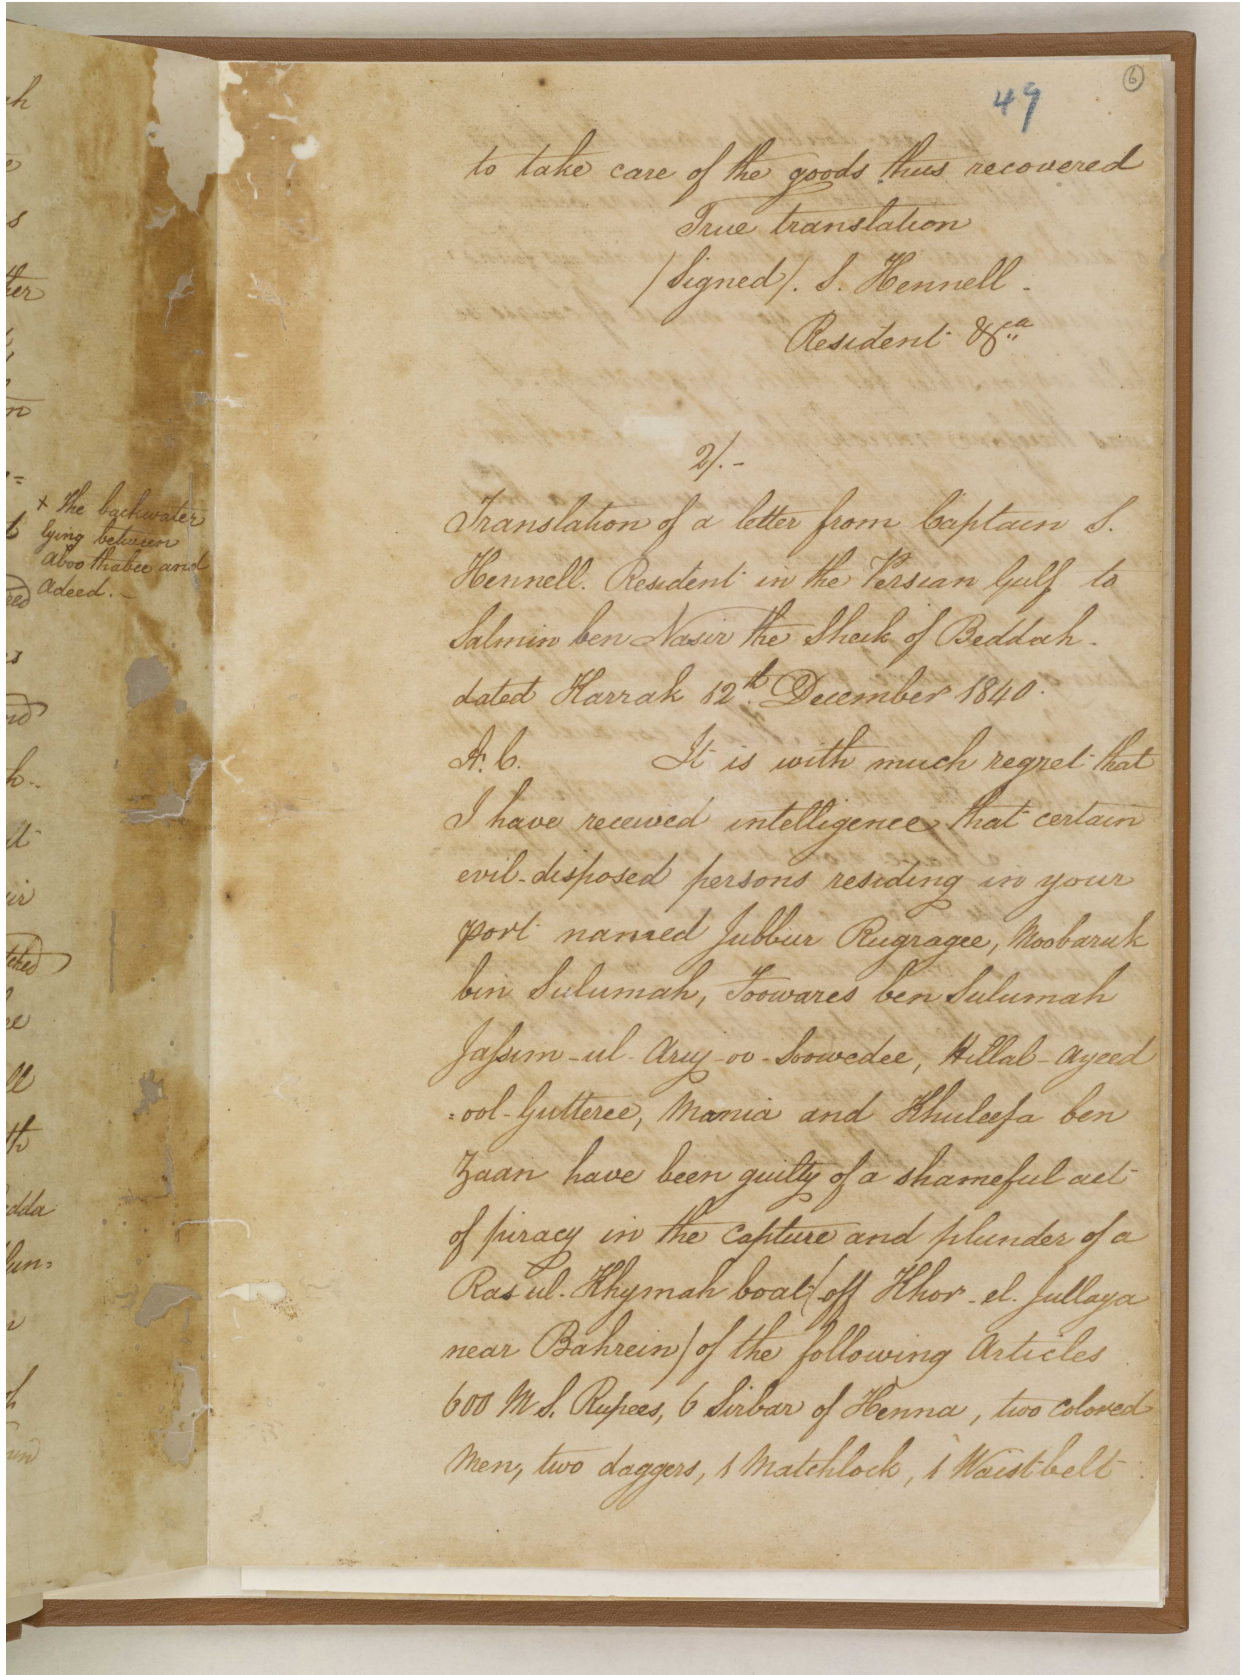 49
6
to take care of the goods thus recovered
True translation
/Signed/. S. Hennell -
Resident &ca
2/.-
Translation of a letter from Captain S.
Hennell. Resident in the Persian Gulf to
Salmin ben Nasir the Sheik of Beddah.
dated Karrak 12th December 1840.
A.C. It is with much regret that
I have received intelligence that certain
evil-disposed persons residing in your
port named Jubbur Rugragee, Moobaruk
bin Sulumah, Toowares ben Sulumah
Jassim-ul-
-oo-Soowedee, Hillal-Ayeed
=ool-Gutteree, Mania and Khuleefa ben
Zaan have been guilty of a shameful act
of piracy in the capture and plunder of a
Ras ul. Khymah boat/off Khor-el. Jullaya
near Bahrein/of the following Articles
600 M S. Rupees, 6 Sirbar of Henna, two colored
Men, two daggers, 1 Matchlock, 1 Waistbelt
x The backwater
lying between
Aboothabee and
Adeed.-